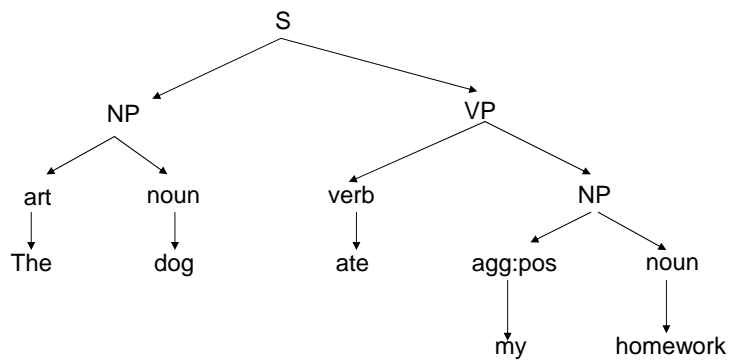 S
NP VP
art noun verb NP
The dog ate agg:pos noun
my homework